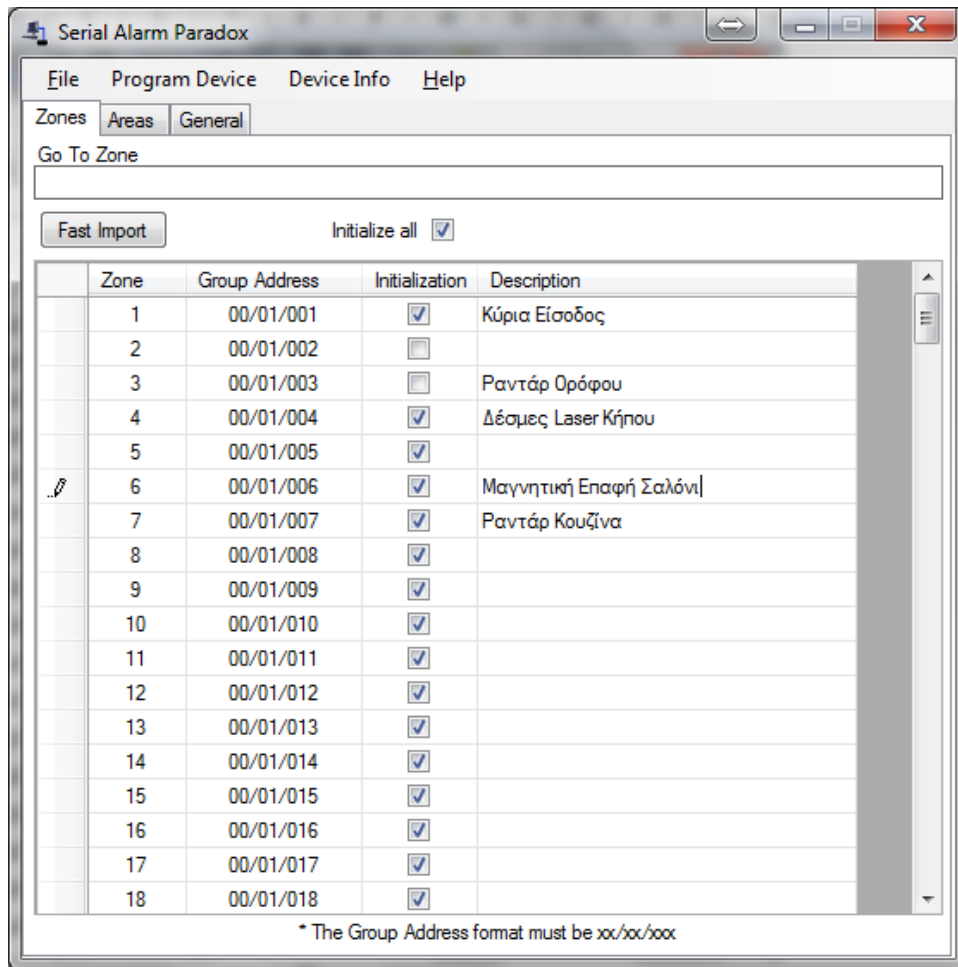 Serial Alarm Paradox
File Program Device Device Info Help
Zones Areas General
Go To Zone
Fast Import Initialize all
Zone Group Address Initialization Description
1 00/01/001 Κύρια Είσοδος
2 00/01/002
3 00/01/003 Ραντάρ Ορόφου
4 00/01/004 Δέσμες Laser Κήπου
5 00/01/005
6 00/01/006 Μαγνητική Επαφή Σαλόνι
7 00/01/007 Ραντάρ Κουζίνα
8 00/01/008
9 00/01/009
10 00/01/010
11 00/01/011
12 00/01/012
13 00/01/013
14 00/01/014
15 00/01/015
16 00/01/016
17 00/01/017
18 00/01/018
* The Group Address format must be xx/xx/xxx